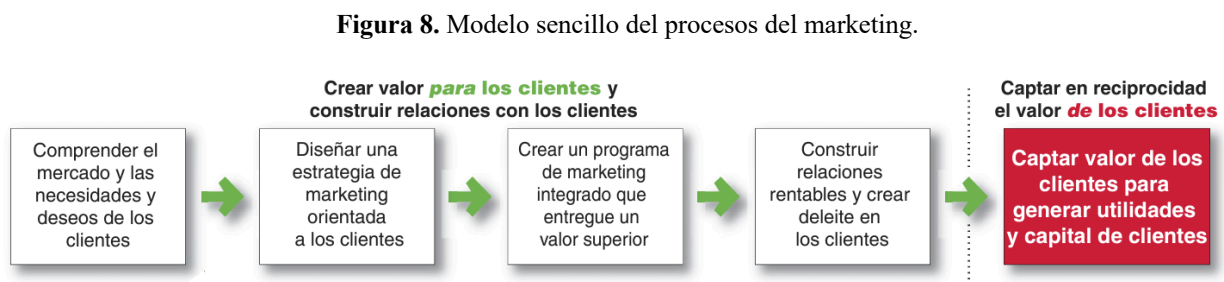 Figura 8. Modelo sencillo del procesos del marketing.
Crear valor para los clientes y
construir relaciones con los clientes
Captar en reciprocidad
el valor de los clientes
Comprender el
mercado y las
necesidades y
deseos de los
clientes
Diseñar una
estrategia de
marketing
orientada
a los clientes
Crear un programa
de marketing
integrado que
entregue un
valor superior
Construir
relaciones
rentables y crear
deleite en
los clientes
Captar valor de los
clientes para
generar utilidades
y capital de clientes